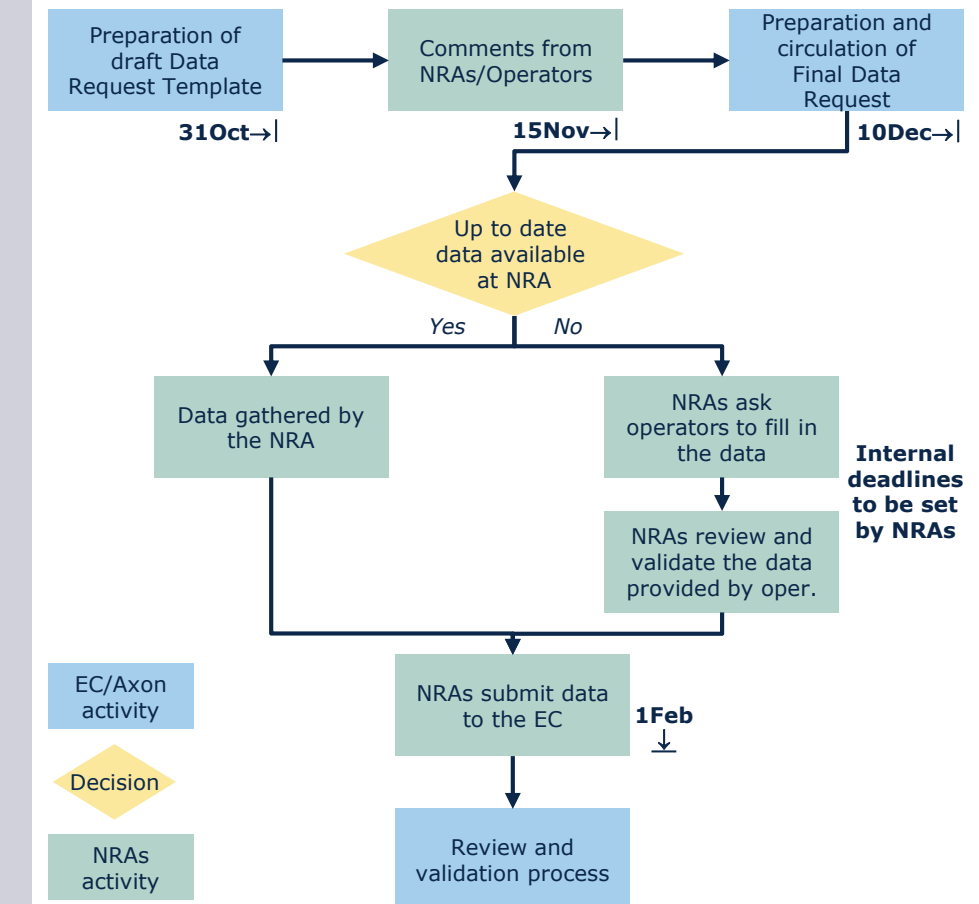 Preparation of
draft Data
Request Template
Comments from
NRAs/Operators
Preparation and
circulation of
Final Data
Request
31Oct→|
15Nov→|
10Dec→|
Up to date
data available
at NRA
Yes
No
Data gathered by
the NRA
NRAs ask
operators to fill in
the data
Internal
deadlines
to be set
by NRAs
NRAs review and
validate the data
provided by oper.
NRAs submit data
to the EC
1Feb
↓
Review and
validation process
EC/Axon
activity
Decision
NRAs
activity